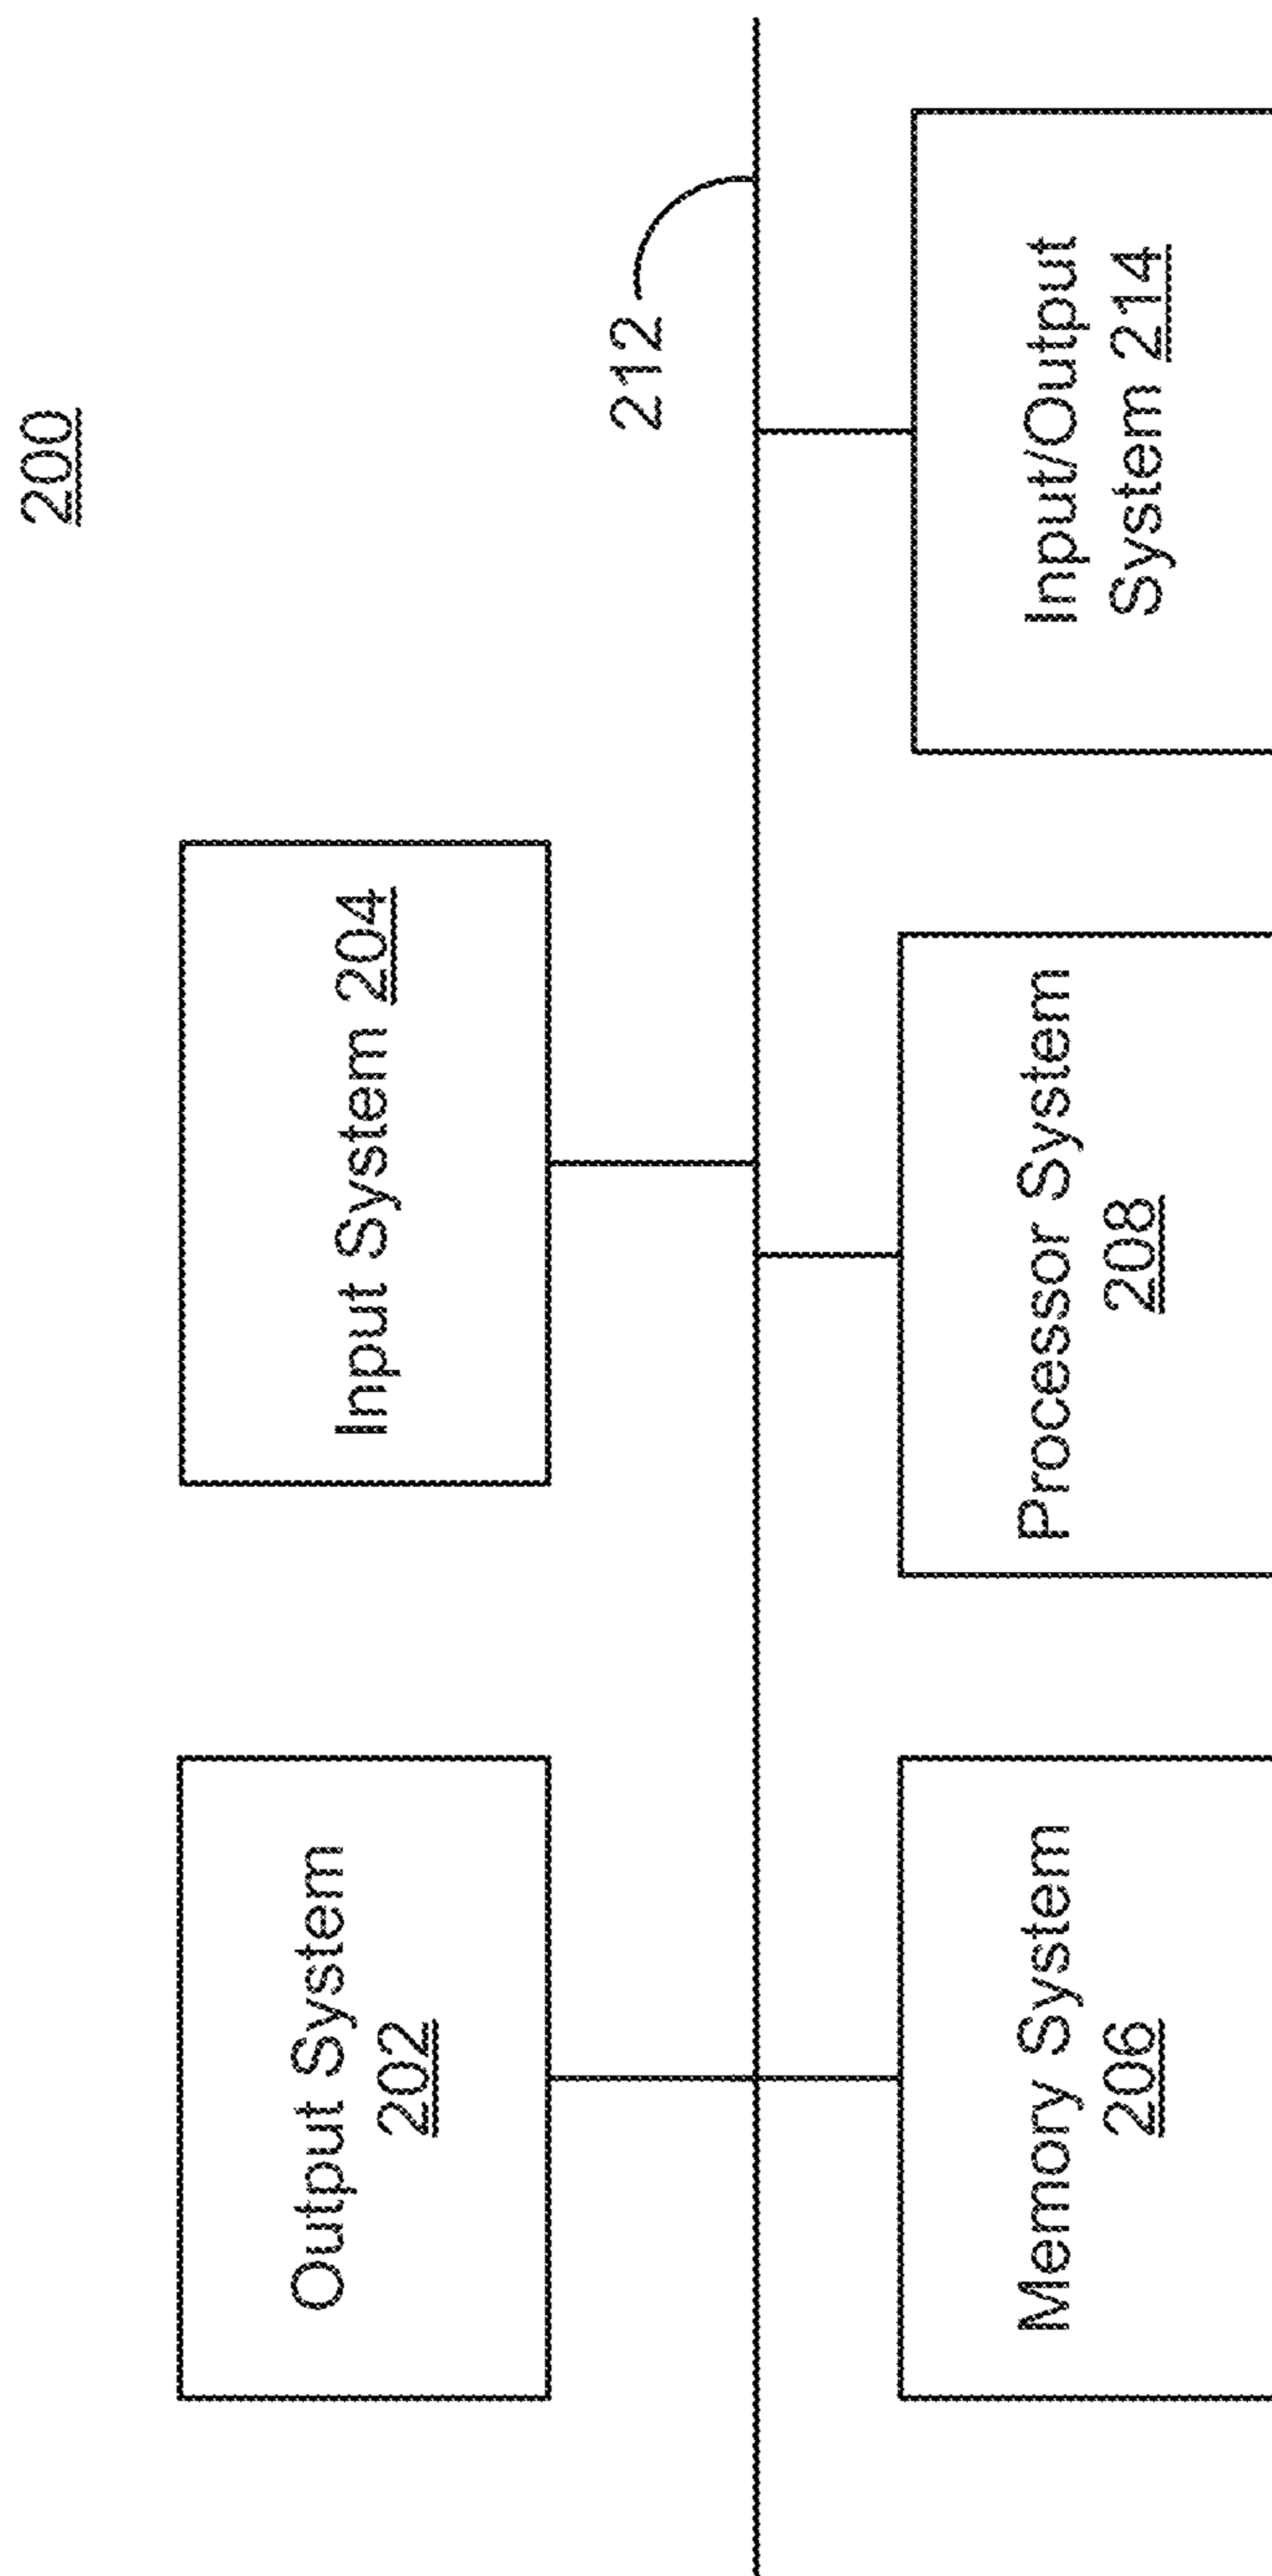 200
Output System
202
Input System 204
212
Memory System
206
Processor System
208
Input/Output
System 214